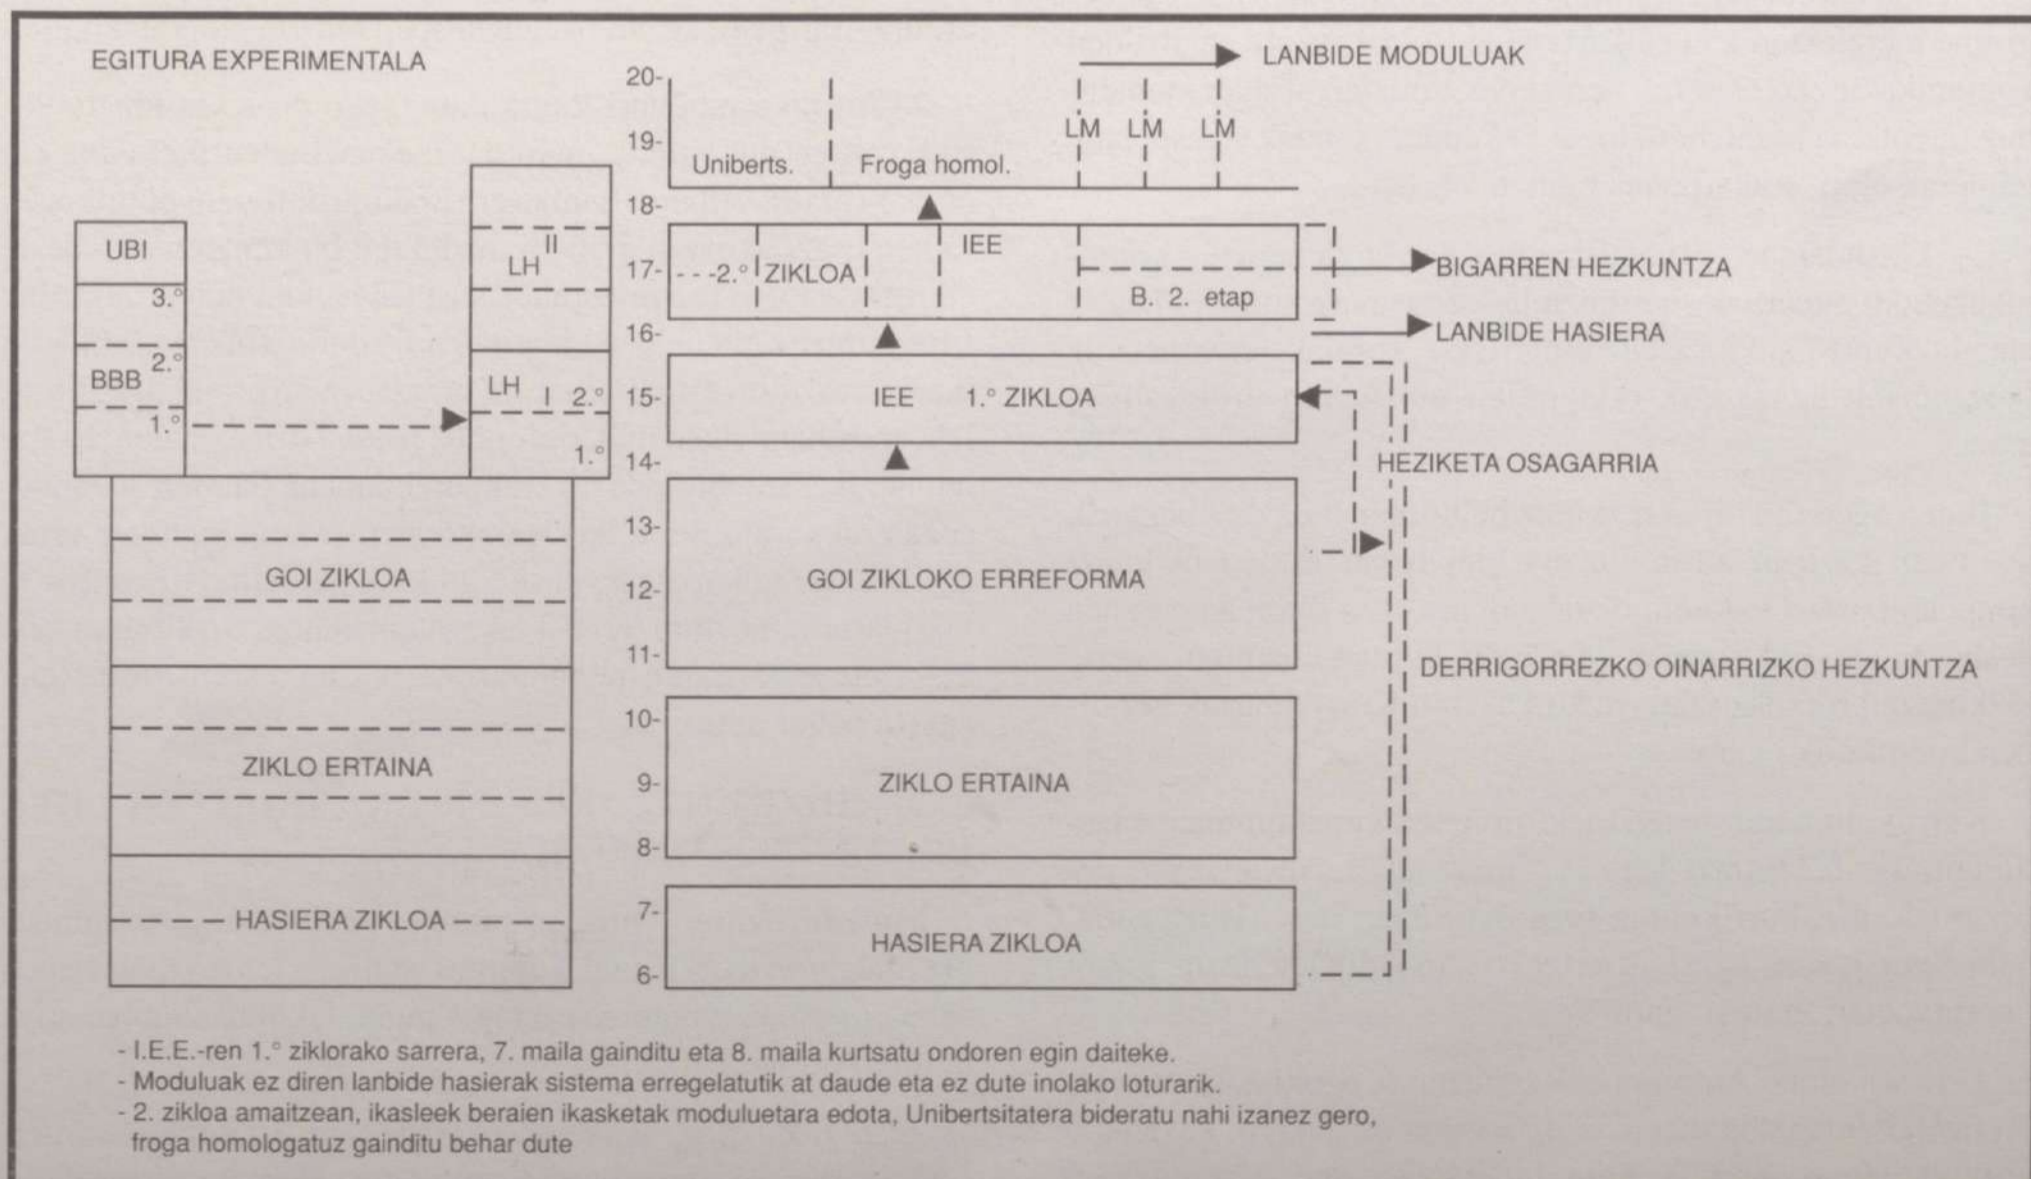 EGITURA EXPERIMENTALA
UBI
3.°
2.°
BBB
1.°
II
LH
LH I 2.°
1.°
GOI ZIKLOA
ZIKLO ERTAINA
HASIERA ZIKLOA
20-
19-
18-
17-
16-
15-
14-
13-
12-
11-
10-
9-
8-
7-
6-
LANBIDE MODULUAK
LM LM LM
Uniberts. Froga homol.
IEE
2.° ZIKLOA
B. 2. etap
BIGARREN HEZKUNTZA
LANBIDE HASIERA
IEE 1.° ZIKLOA
HEZIKETA OSAGARRIA
GOI ZIKLOKO ERREFORMA
DERRIGORREZKO OINARRIZKO HEZKUNTZA
ZIKLO ERTAINA
HASIERA ZIKLOA
- I.E.E.-ren 1.° ziklorako sarrera, 7. maila gainditu eta 8. maila kurtsatu ondoren egin daiteke.
- Moduluak ez diren lanbide hasierak sistema erregelatutik at daude eta ez dute inolako loturarik.
- 2. zikloa amaitzean, ikasleek beraien ikasketak moduluetara edota, Unibertsitatera bideratu nahi izanez gero,
froga homologatuz gainditu behar dute